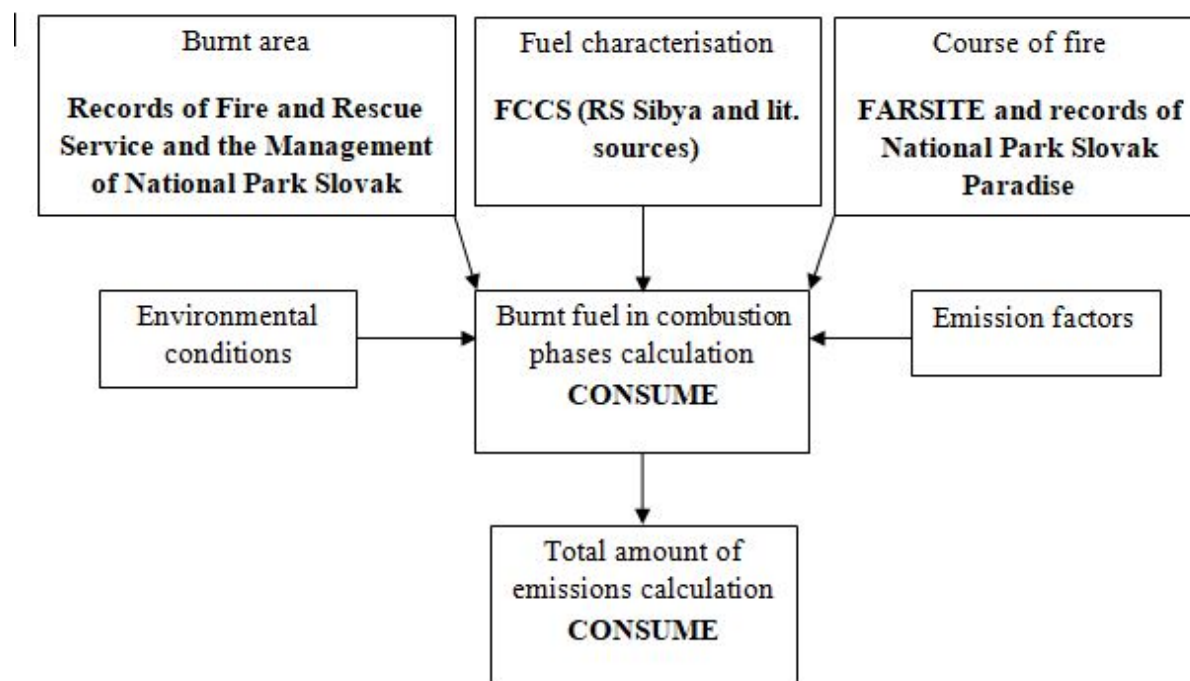 Burnt area
Records of Fire and Rescue
Service and the Management
of National Park Slovak
Fuel characterisation
FCCS (RS Sibya and lit.
sources)
Course of fire
FARSITE and records of
National Park Slovak
Paradise
Environmental
conditions
Burnt fuel in combustion
phases calculation
CONSUME
Emission factors
Total amount of
emissions calculation
CONSUME